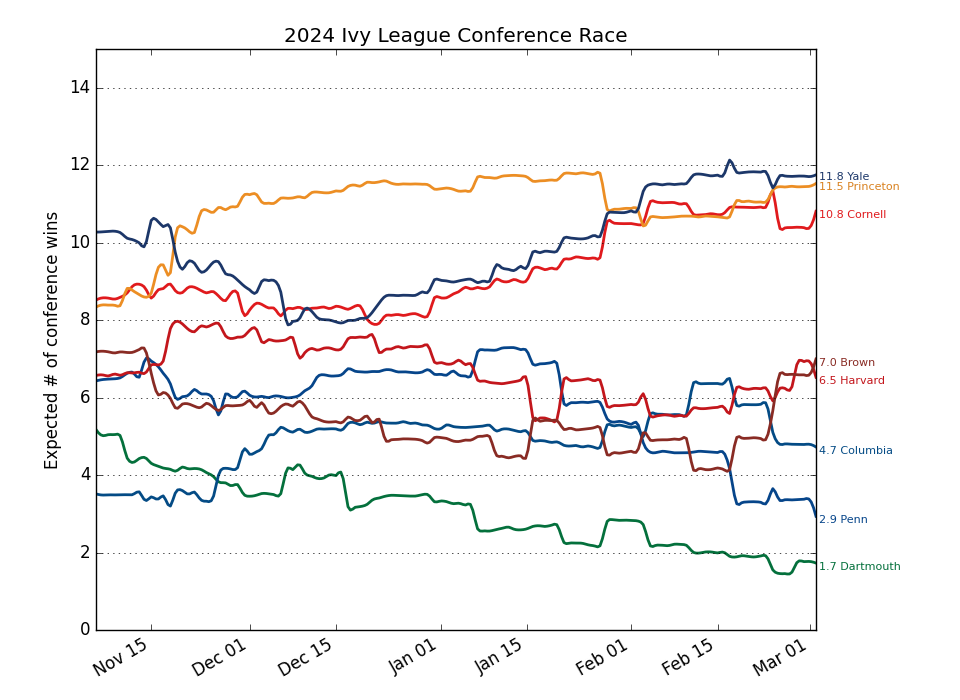 2024 Ivy League Conference Race
Expected # of conference wins
14
12
10
8
6
4
2
0
Nov 15
Dec 01
Dec 15
Jan 01
Jan 15
Feb 01
Feb 15
Mar 01
11.8 Yale
11.5 Princeton
10.8 Cornell
7.0 Brown
6.5 Harvard
4.7 Columbia
2.9 Penn
1.7 Dartmouth